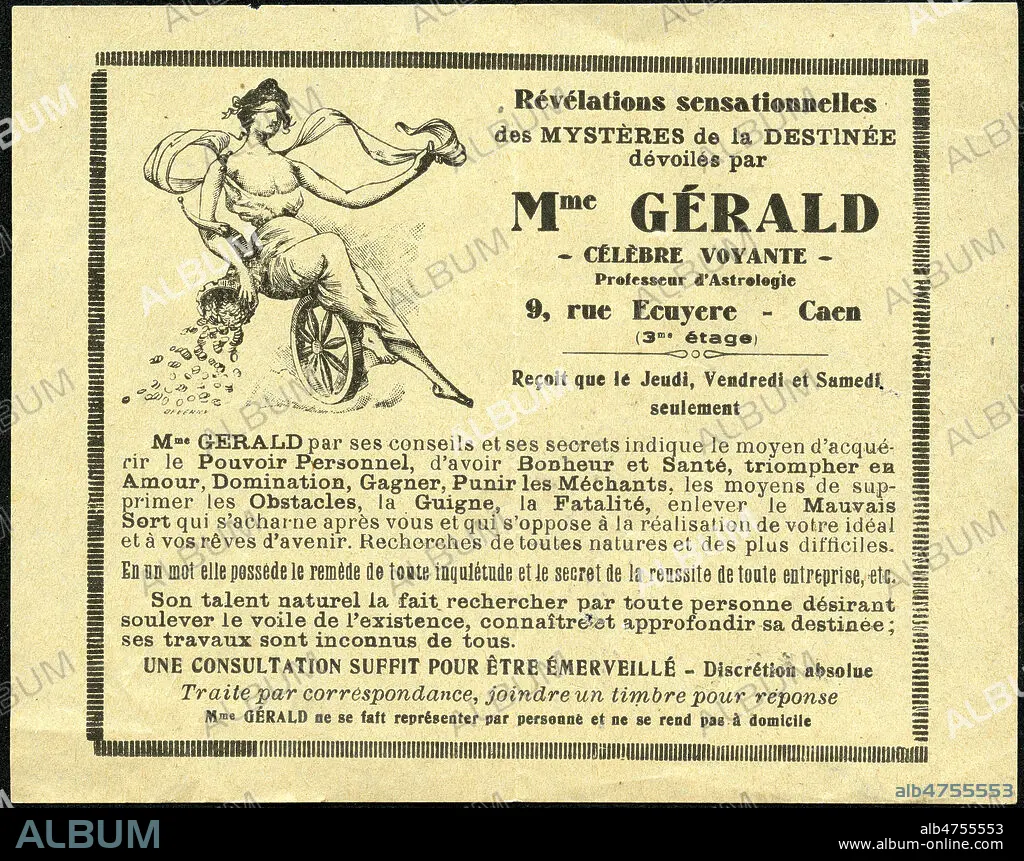 Révélations sensationnelles
des MYSTÈRES de la DESTINÉE
dévoilés par
Mme GÉRALD
- CÉLÈBRE VOYANTE -
Professeur d'Astrologie
9, rue Ecuyere - Caen
(3me étage)
Reçoit que le Jeudi, Vendredi et Samedi
seulement
Mme GERALD par ses conseils et ses secrets indique le moyen d'acqué-
rir le Pouvoir Personnel, d'avoir Bonheur et Santé, triompher en
Amour, Domination, Gagner, Punir les Méchants, les moyens de sup-
primer les Obstacles, la Guigne, la Fatalité, enlever le Mauvais
Sort qui s'acharne après vous et qui s'oppose à la réalisation de votre idéal
et à vos rêves d'avenir. Recherches de toutes natures et des plus difficiles.
En un mot elle possède le remède de toute inquiétude et le secret de la réussite de toute entreprise, etc.
Son talent naturel la fait rechercher par toute personne désirant
soulever le voile de l'existence, connaître et approfondir sa destinée ;
ses travaux sont inconnus de tous.
UNE CONSULTATION SUFFIT POUR ÊTRE ÉMERVEILLÉ - Discrétion absolue
Traite par correspondance, joindre un timbre pour réponse
Mme GÉRALD ne se fait représenter par personne et ne se rend pas à domicile
alb4755553
ALBUM
alb4755553
www.album-online.com